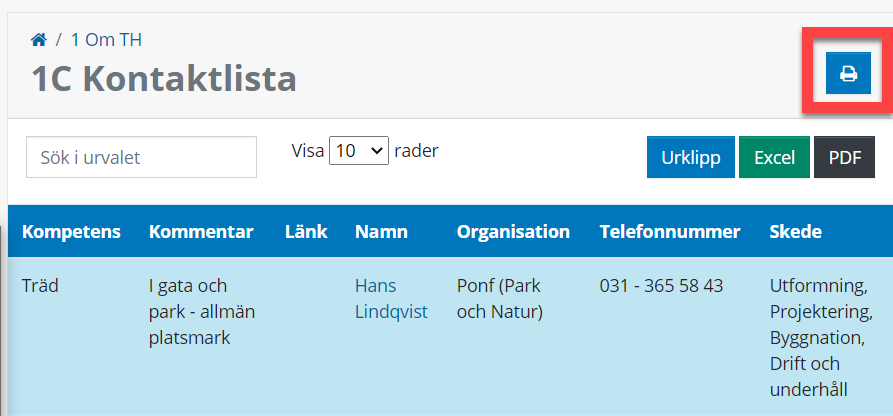 / 1 Om TH
1C Kontaktlista
Sök i urvalet
Visa 10 rader
Urklipp Excel PDF
Kompetens Kommentar Länk Namn Organisation Telefonnummer Skede
Träd I gata och Hans Ponf (Park 031 - 365 58 43 Utformning,
park - allmän Lindqvist och Natur) Projektering,
platsmark Byggnation,
Drift och
underhåll